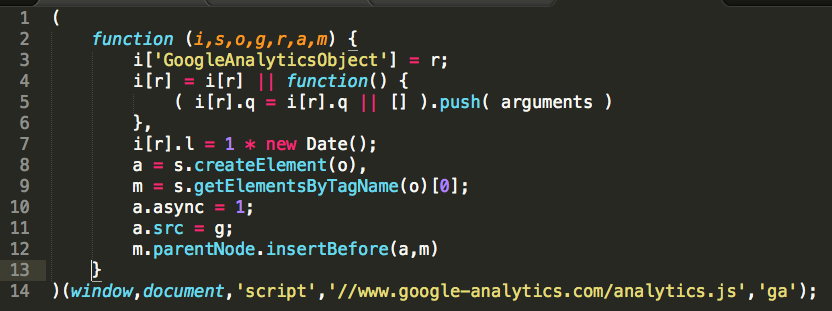 1 (
2     function (i,s,o,g,r,a,m) {
3         i['GoogleAnalyticsObject'] = r;
4         i[r] = i[r] || function() {
5             ( i[r].q = i[r].q || [] ).push( arguments )
6         },
7         i[r].l = 1 * new Date();
8         a = s.createElement(o),
9         m = s.getElementsByTagName(o)[0];
10         a.async = 1;
11         a.src = g;
12         m.parentNode.insertBefore(a,m)
13     }
14 )(window,document,'script','//www.google-analytics.com/analytics.js','ga');